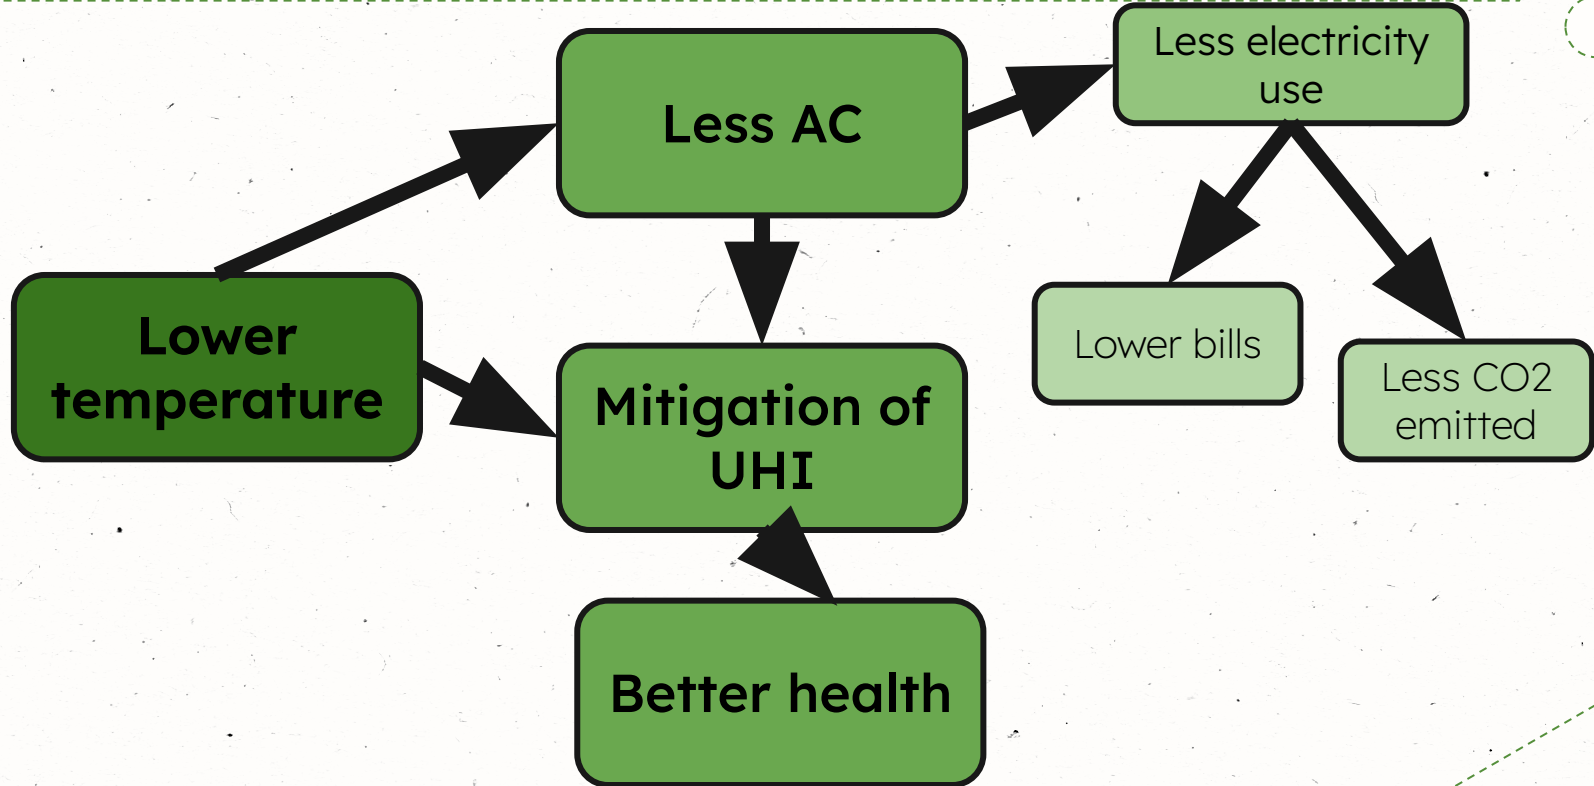 Less electricity
use
Less AC
Lower
temperature
Mitigation of
UHI
Lower bills
Less CO2
emitted
Better health